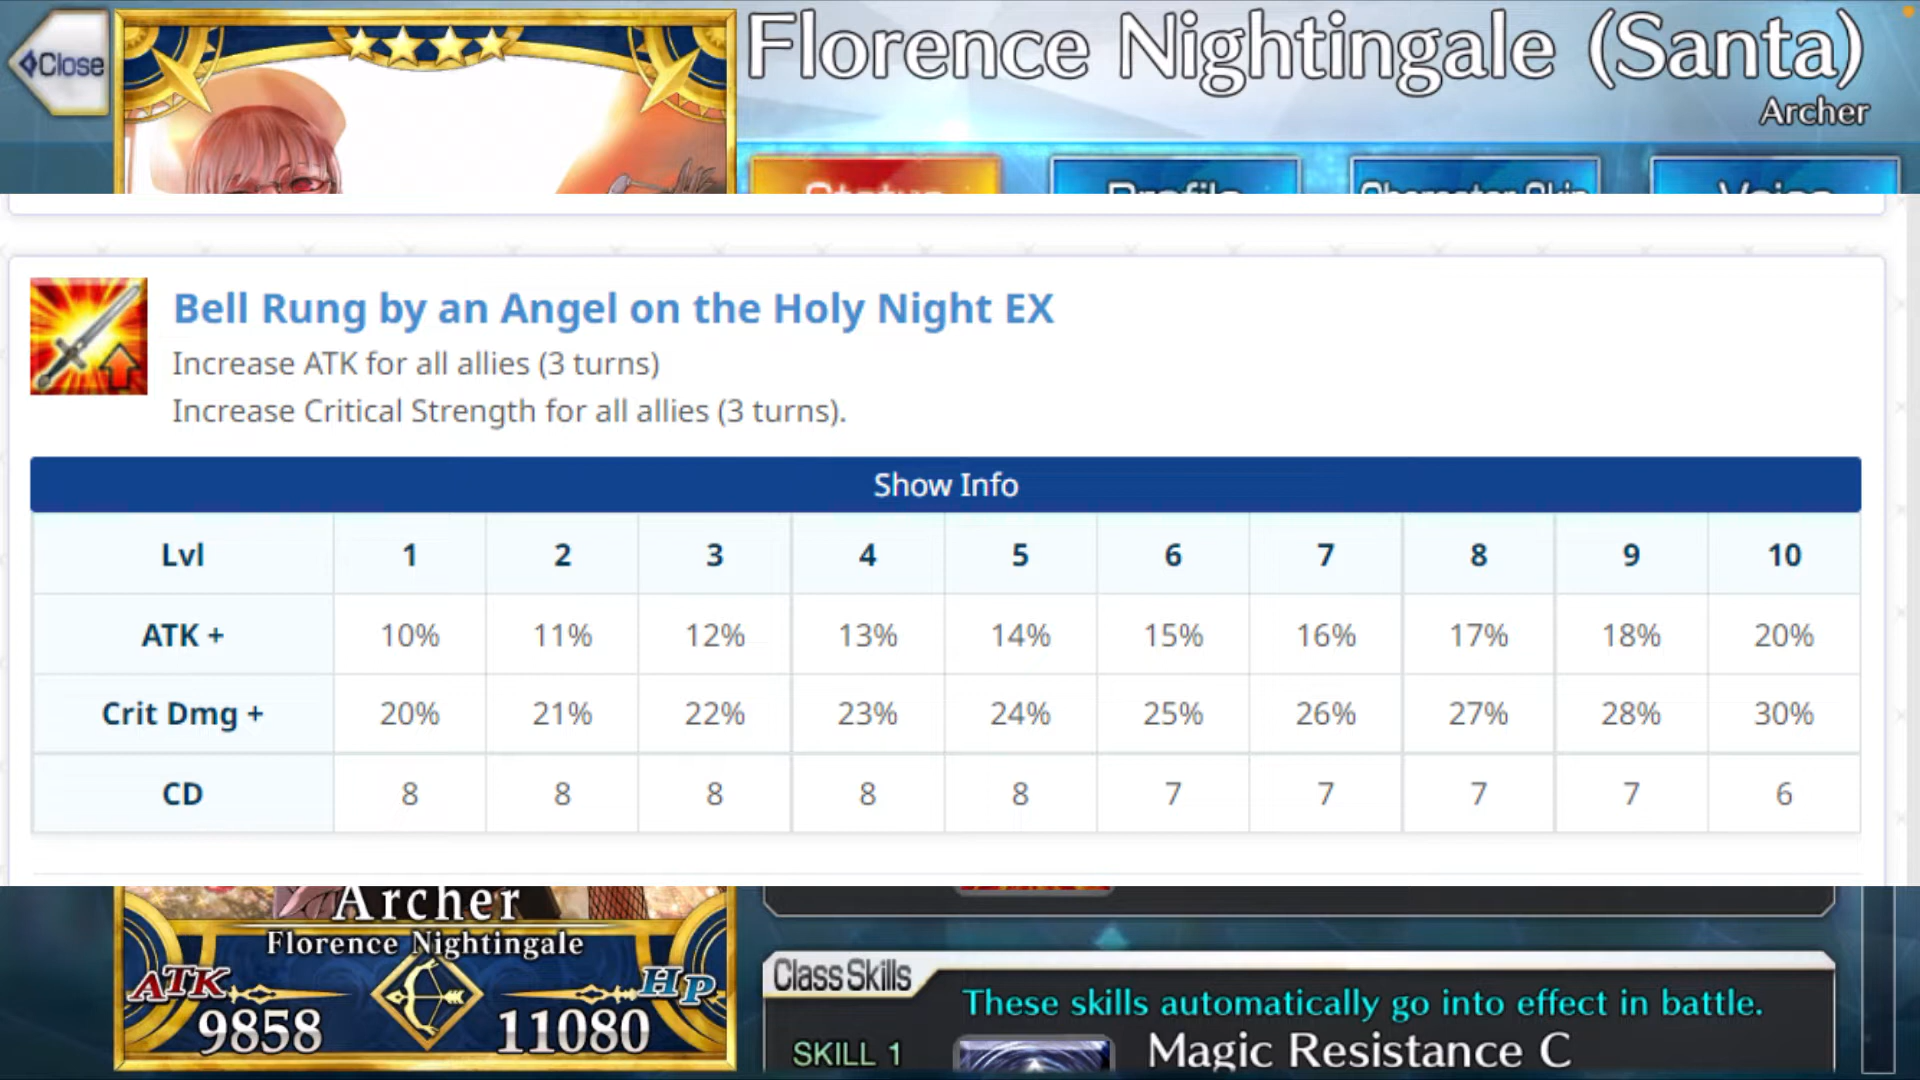 Close
Florence Nightingale (Santa)
Archer
Status
Profile
Character Skin
Voice
Bell Rung by an Angel on the Holy Night EX
Increase ATK for all allies (3 turns)
Increase Critical Strength for all allies (3 turns).
Show Info
Lvl 1 2 3 4 5 6 7 8 9 10
ATK + 10% 11% 12% 13% 14% 15% 16% 17% 18% 20%
Crit Dmg + 20% 21% 22% 23% 24% 25% 26% 27% 28% 30%
CD 8 8 8 8 8 7 7 7 7 6
Archer
Florence Nightingale
ATK HP
9858 11080
Class Skills
These skills automatically go into effect in battle.
SKILL 1 Magic Resistance C